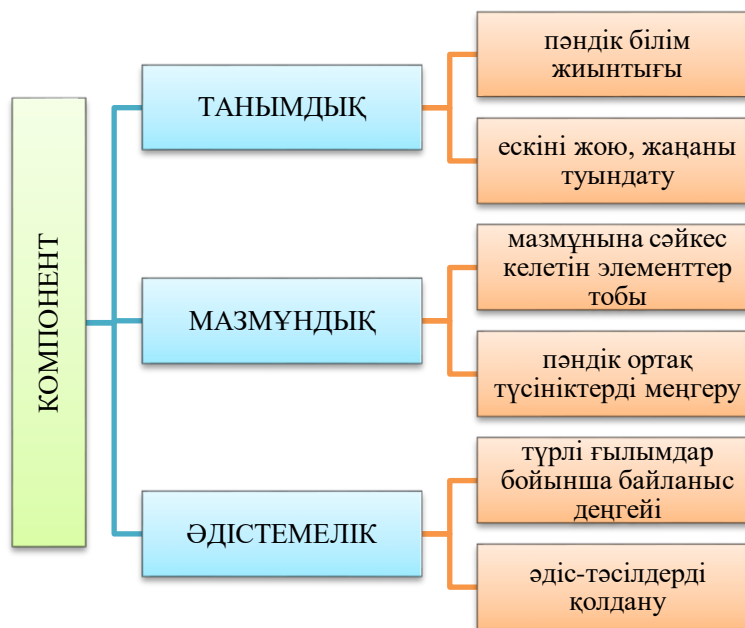 КОМПОНЕНТ
ТАНЫМДЫҚ
пәндік білім
жиынтығы
ескіні жою, жаңаны
туындату
МАЗМҰНДЫҚ
мазмұнына сәйкес
келетін элементтер
тобы
пәндік ортақ
түсініктерді меңгеру
ӘДІСТЕМЕЛІК
түрлі ғылымдар
бойынша байланыс
деңгейі
әдіс-тәсілдерді
қолдану